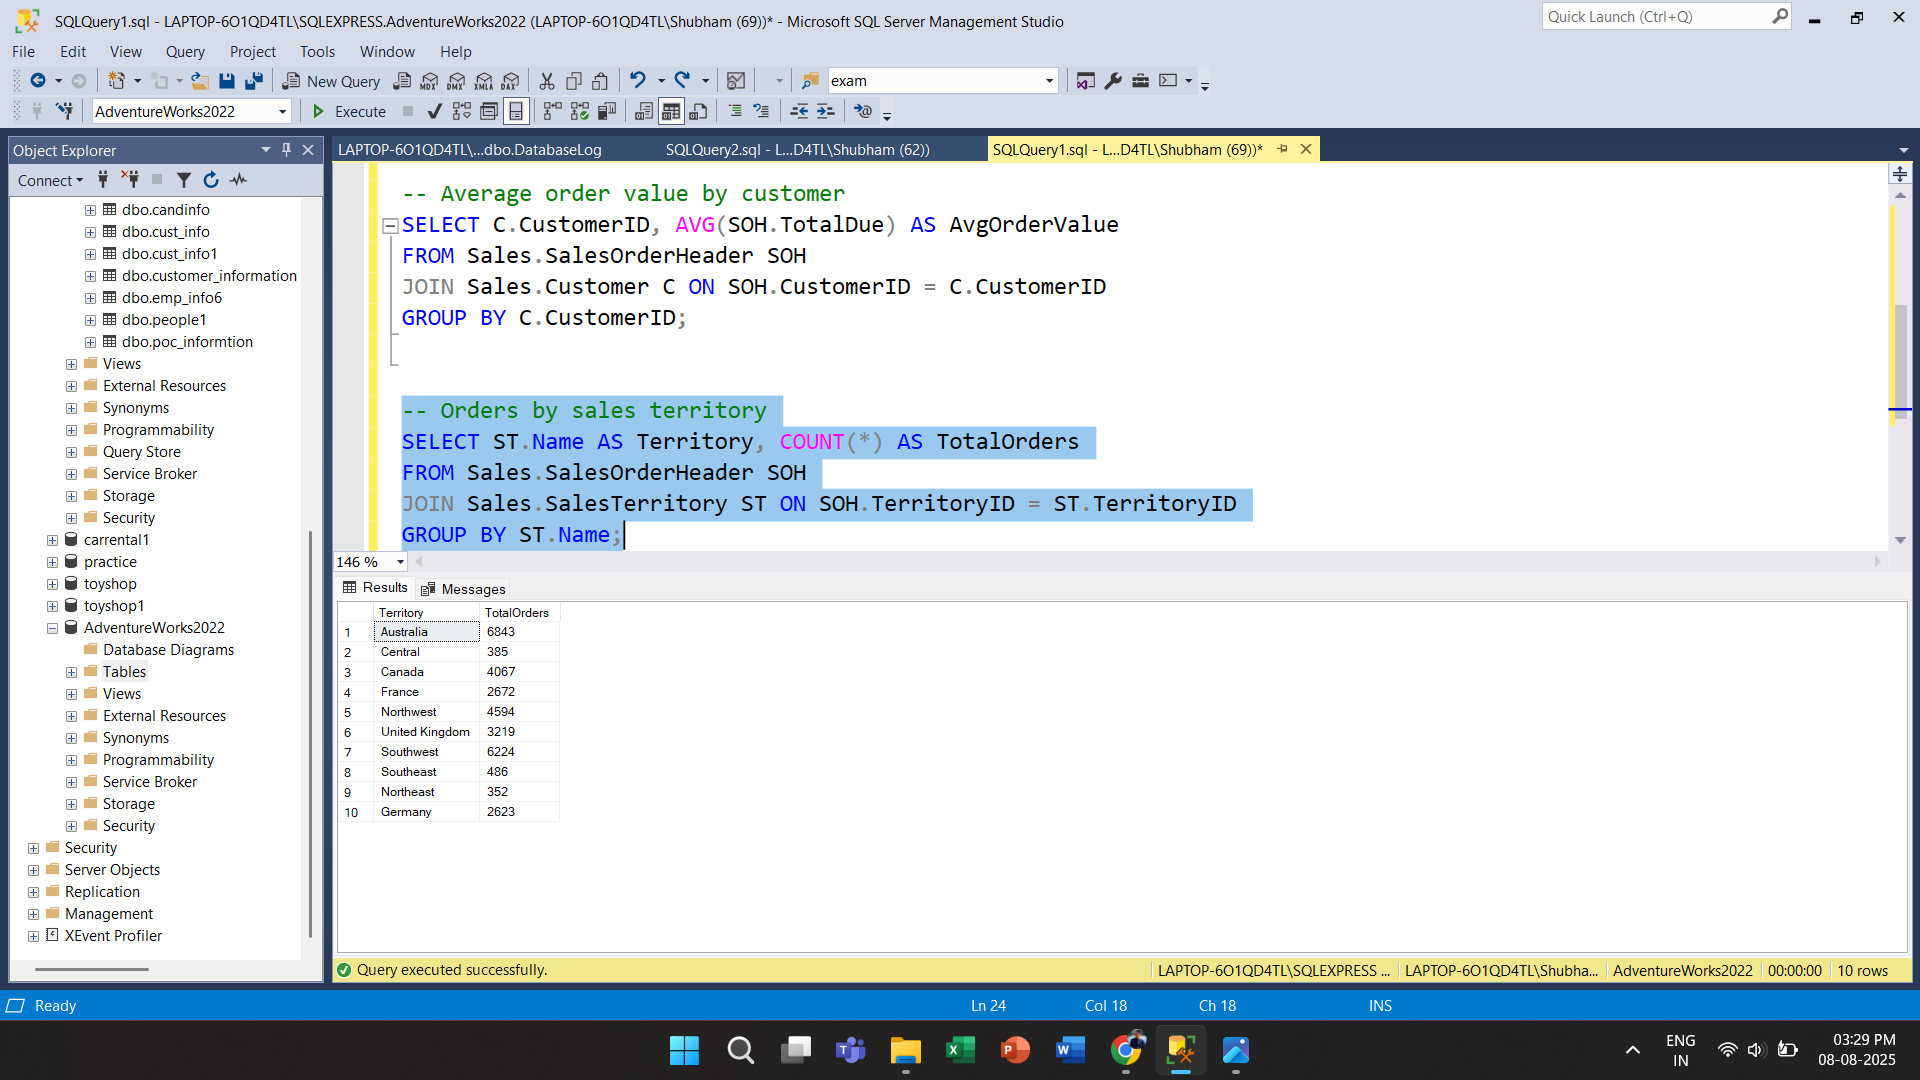 SQLQuery1.sql - LAPTOP-6O1QD4TL\SQLEXPRESS.AdventureWorks2022 (LAPTOP-6O1QD4TL\Shubham (69))* - Microsoft SQL Server Management Studio
Quick Launch (Ctrl+Q)
File Edit View Query Project Tools Window Help
New Query
MDX DMX XMLA DAX
exam
AdventureWorks2022
Execute
Object Explorer
LAPTOP-6O1QD4TL\...dbo.DatabaseLog
SQLQuery2.sql - L...D4TL\Shubham (62))
SQLQuery1.sql - L...D4TL\Shubham (69))*
Connect
dbo.candinfo
dbo.cust_info
dbo.cust_info1
dbo.customer_information
dbo.emp_info6
dbo.people1
dbo.poc_informtion
Views
External Resources
Synonyms
Programmability
Query Store
Service Broker
Storage
Security
carrental1
practice
toyshop
toyshop1
AdventureWorks2022
Database Diagrams
Tables
Views
External Resources
Synonyms
Programmability
Service Broker
Storage
Security
Security
Server Objects
Replication
Management
XEvent Profiler
-- Average order value by customer
SELECT C.CustomerID, AVG(SOH.TotalDue) AS AvgOrderValue
FROM Sales.SalesOrderHeader SOH
JOIN Sales.Customer C ON SOH.CustomerID = C.CustomerID
GROUP BY C.CustomerID;
-- Orders by sales territory
SELECT ST.Name AS Territory, COUNT(*) AS TotalOrders
FROM Sales.SalesOrderHeader SOH
JOIN Sales.SalesTerritory ST ON SOH.TerritoryID = ST.TerritoryID
GROUP BY ST.Name;
146 %
Results Messages
Territory TotalOrders
1 Australia 6843
2 Central 385
3 Canada 4067
4 France 2672
5 Northwest 4594
6 United Kingdom 3219
7 Southwest 6224
8 Southeast 486
9 Northeast 352
10 Germany 2623
Query executed successfully.
LAPTOP-6O1QD4TL\SQLEXPRESS ...
LAPTOP-6O1QD4TL\Shubha...
AdventureWorks2022
00:00:00
10 rows
Ready
Ln 24
Col 18
Ch 18
INS
ENG
IN
03:29 PM
08-08-2025